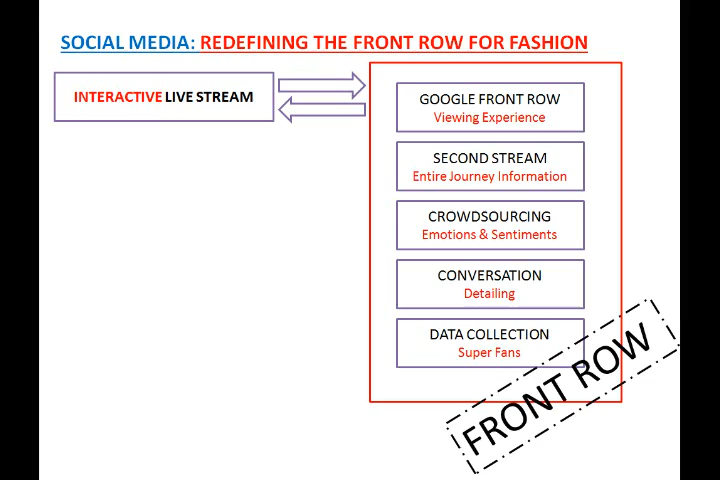 SOCIAL MEDIA: REDEFINING THE FRONT ROW FOR FASHION
INTERACTIVE LIVE STREAM
GOOGLE FRONT ROW
Viewing Experience
SECOND STREAM
Entire Journey Information
CROWDSOURCING
Emotions & Sentiments
CONVERSATION
Detailing
DATA COLLECTION
Super Fans
FRONT ROW